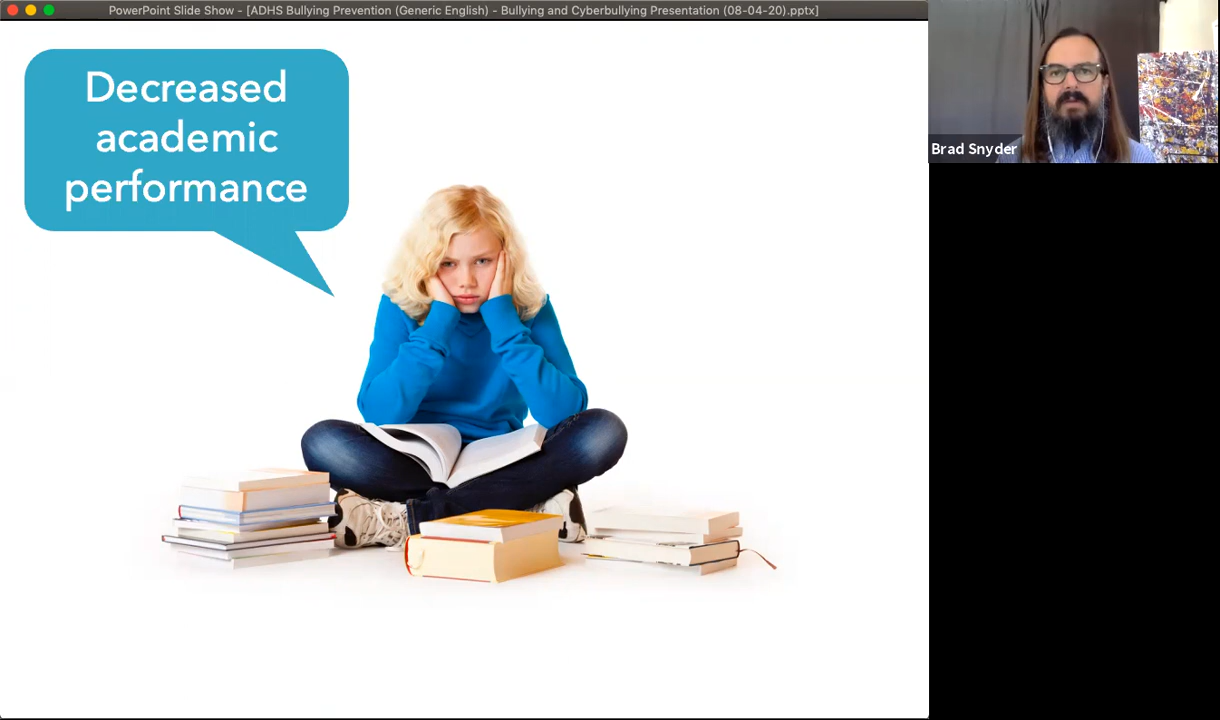 PowerPoint Slide Show - [ADHS Bullying Prevention (Generic English) - Bullying and Cyberbullying Presentation (08-04-20).pptx]
Decreased
academic
performance
Brad Snyder